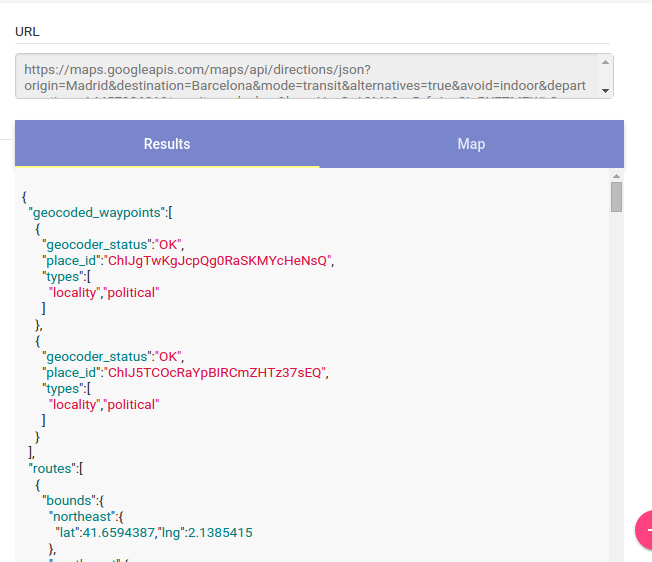 URL
https://maps.googleapis.com/maps/api/directions/json?
origin=Madrid&destination=Barcelona&mode=transit&alternatives=true&avoid=indoor&depart
Results
Map
{
"geocoded_waypoints":[
{
"geocoder_status":"OK",
"place_id":"ChIJgTwKgJcpQg0RaSKMYcHeNsQ",
"types":[
"locality","political"
]
},
{
"geocoder_status":"OK",
"place_id":"ChIJ5TCOcRaYpBIRCmZHTz37sEQ",
"types":[
"locality","political"
]
}
],
"routes":[
{
"bounds":{
"northeast":{
"lat":41.6594387,"lng":2.1385415
},